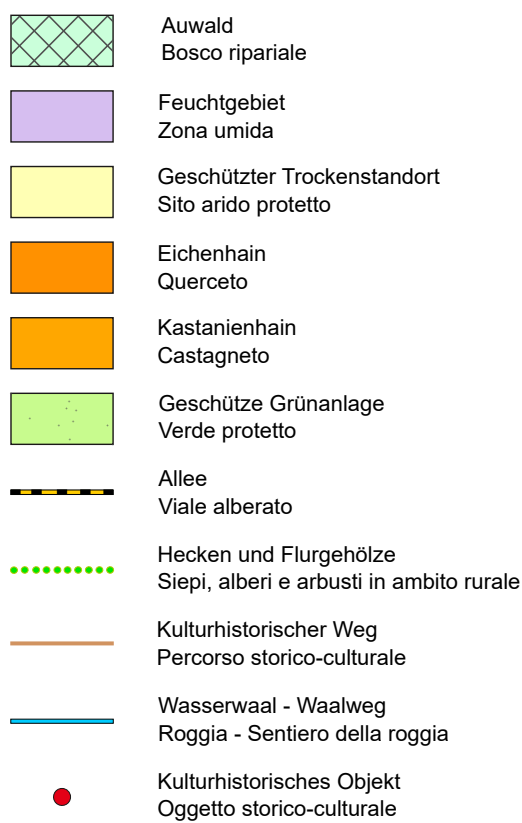 Auwald
Bosco ripariale
Feuchtgebiet
Zona umida
Geschützter Trockenstandort
Sito arido protetto
Eichenhain
Querceto
Kastanienhain
Castagneto
Geschütze Grünanlage
Verde protetto
Allee
Viale alberato
Hecken und Flurgehölze
Siepi, alberi e arbusti in ambito rurale
Kulturhistorischer Weg
Percorso storico-culturale
Wasserwaal - Waalweg
Roggia - Sentiero della roggia
Kulturhistorisches Objekt
Oggetto storico-culturale